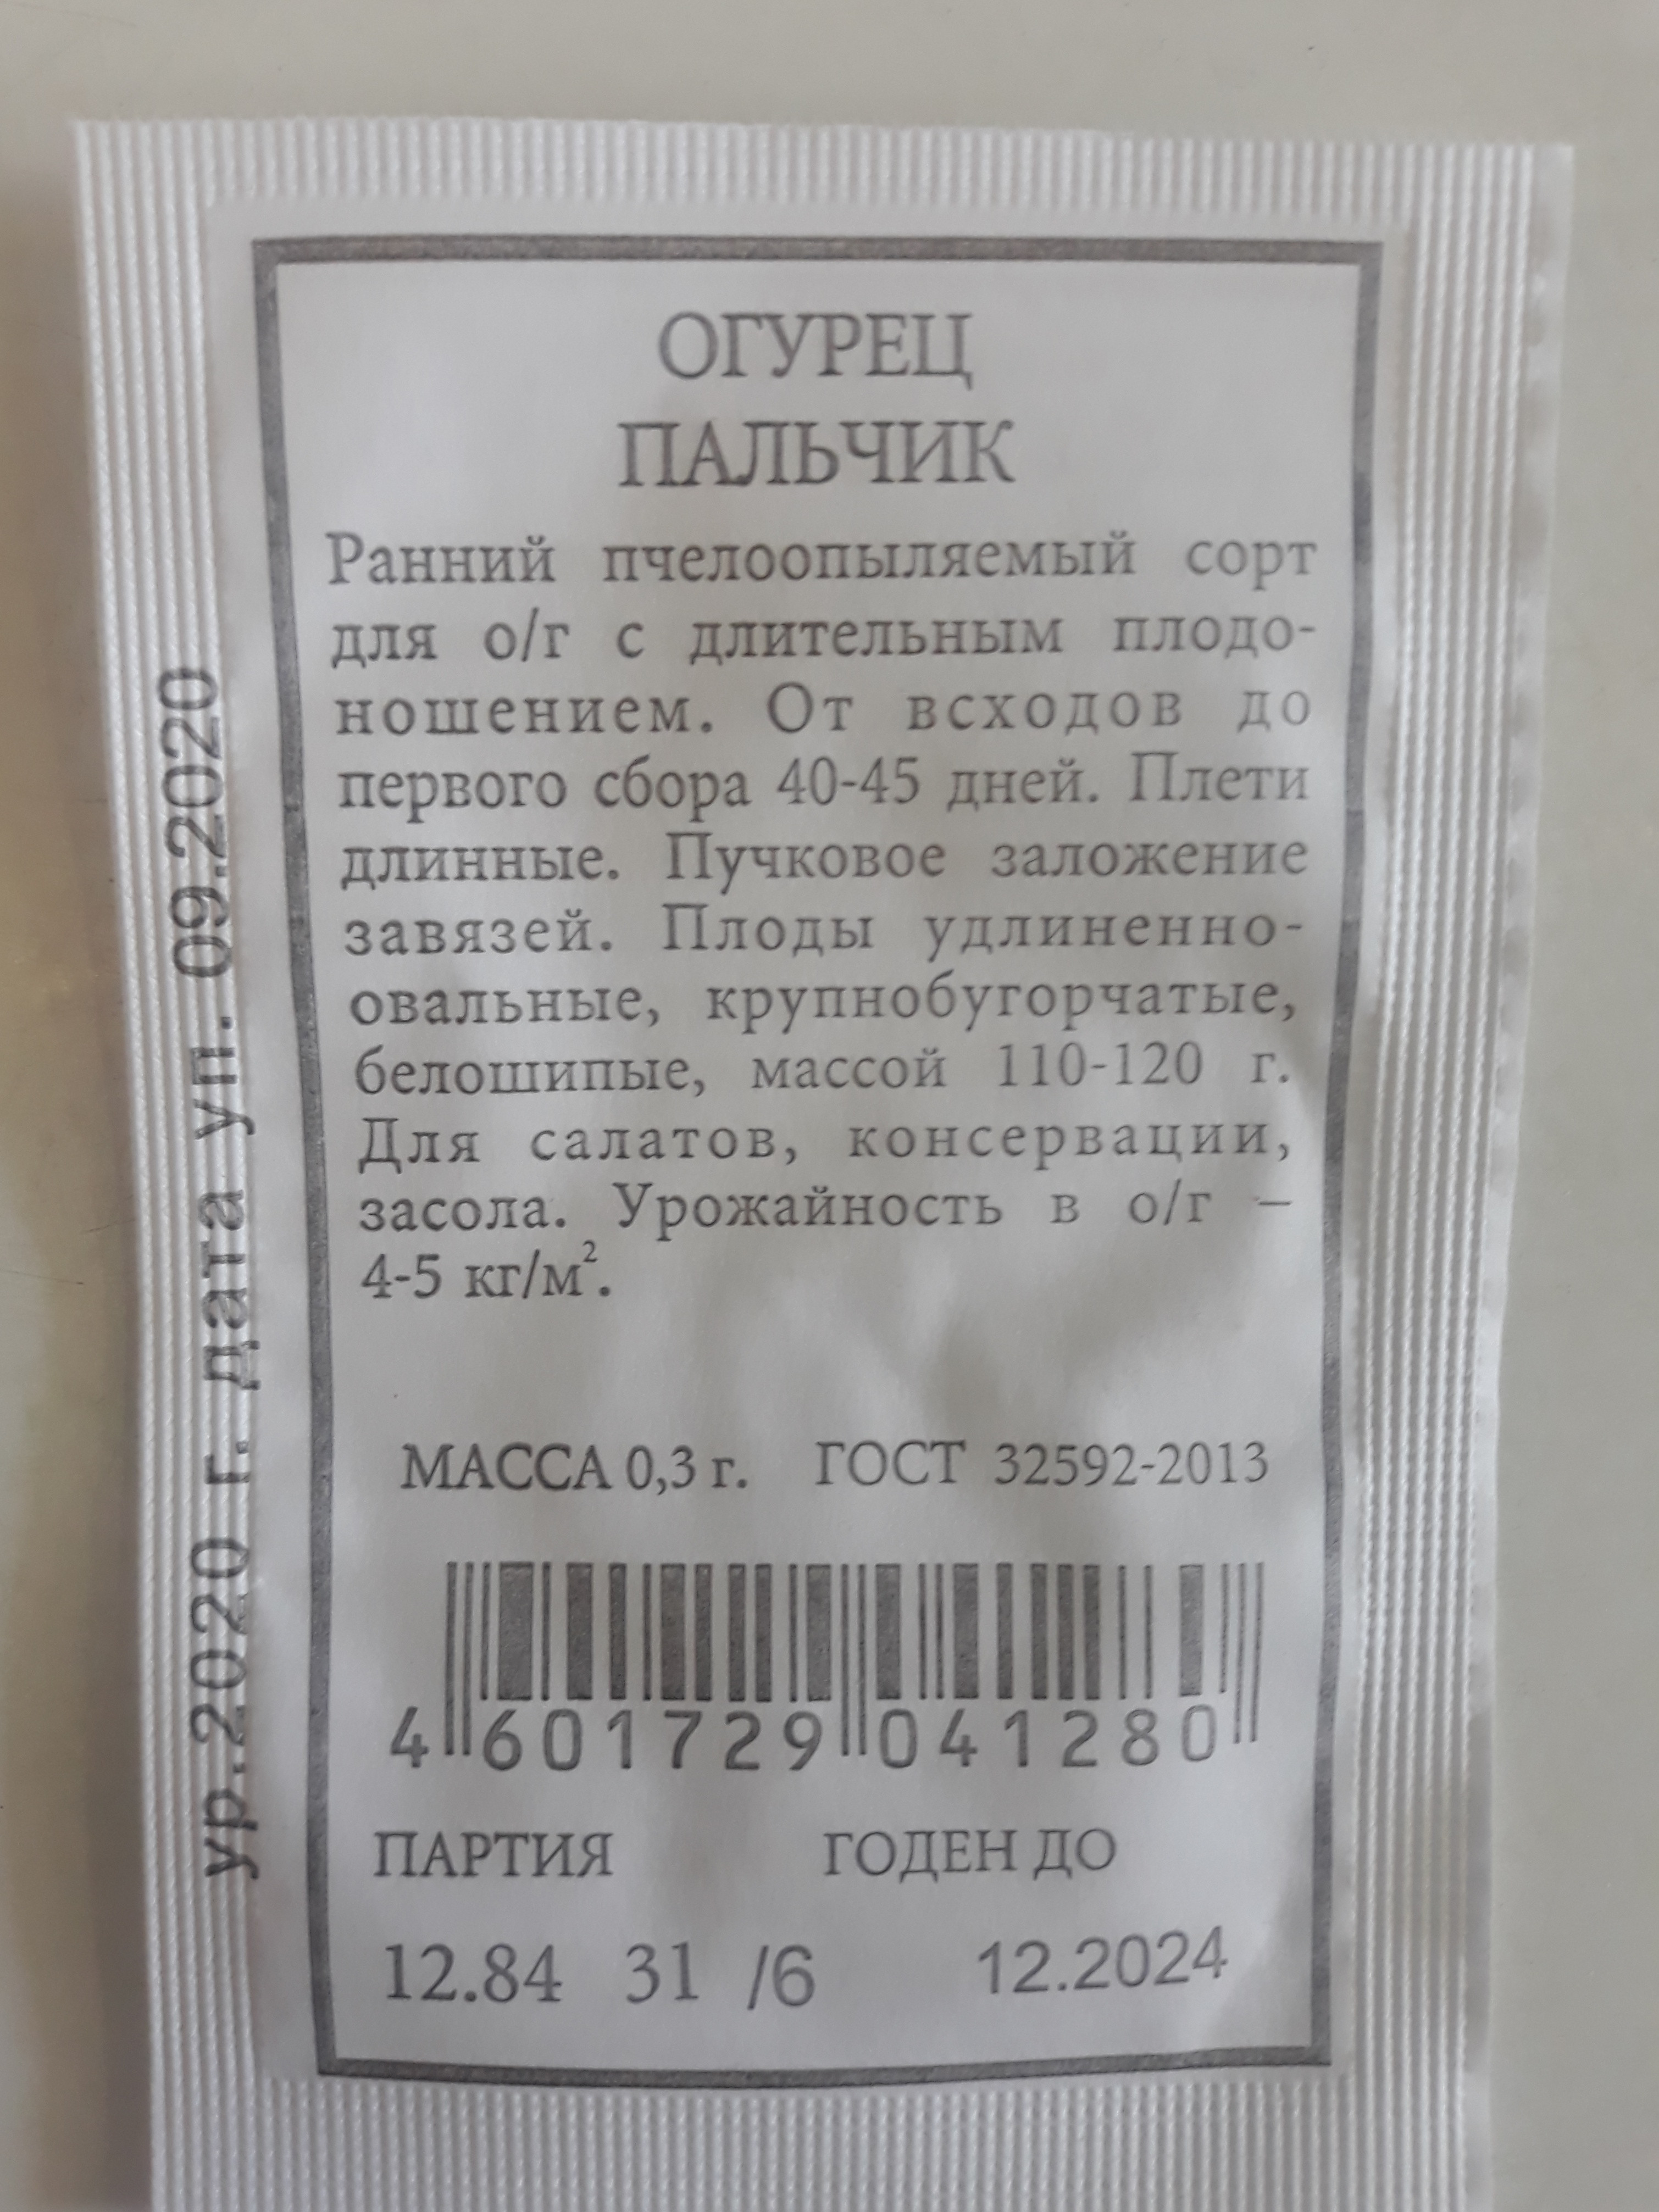 ОГУРЕЦ
ПАЛЬЧИК
Ранний пчелоопыляемый сорт
для о/г с длительным плодо-
ношением. От всходов до
первого сбора 40-45 дней. Плети
длинные. Пучковое заложение
завязей. Плоды удлиненно-
овальные, крупнобугорчатые,
белошипые, массой 110-120 г.
Для салатов, консервации,
засола. Урожайность в о/г –
4-5 кг/м².
МАССА 0,3 г. ГОСТ 32592-2013
4 601729 041280
ПАРТИЯ ГОДЕН ДО
12.84 31 /6 12.2024
ур.2020 г. дата уп. 09.2020